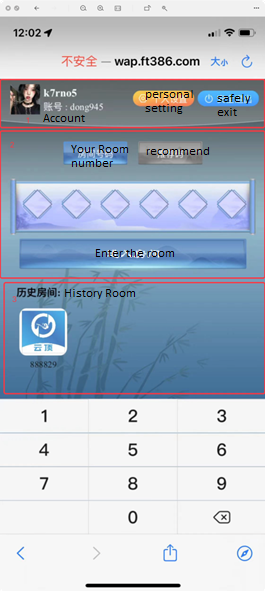 12:02
不安全 — wap.ft386.com 大小
k7rno5
账号 : dong945
Account
personal
setting
safely
exit
Your Room
number
recommend
Enter the room
历史房间: History Room
云顶
888829
1 2 3
4 5 6
7 8 9
0